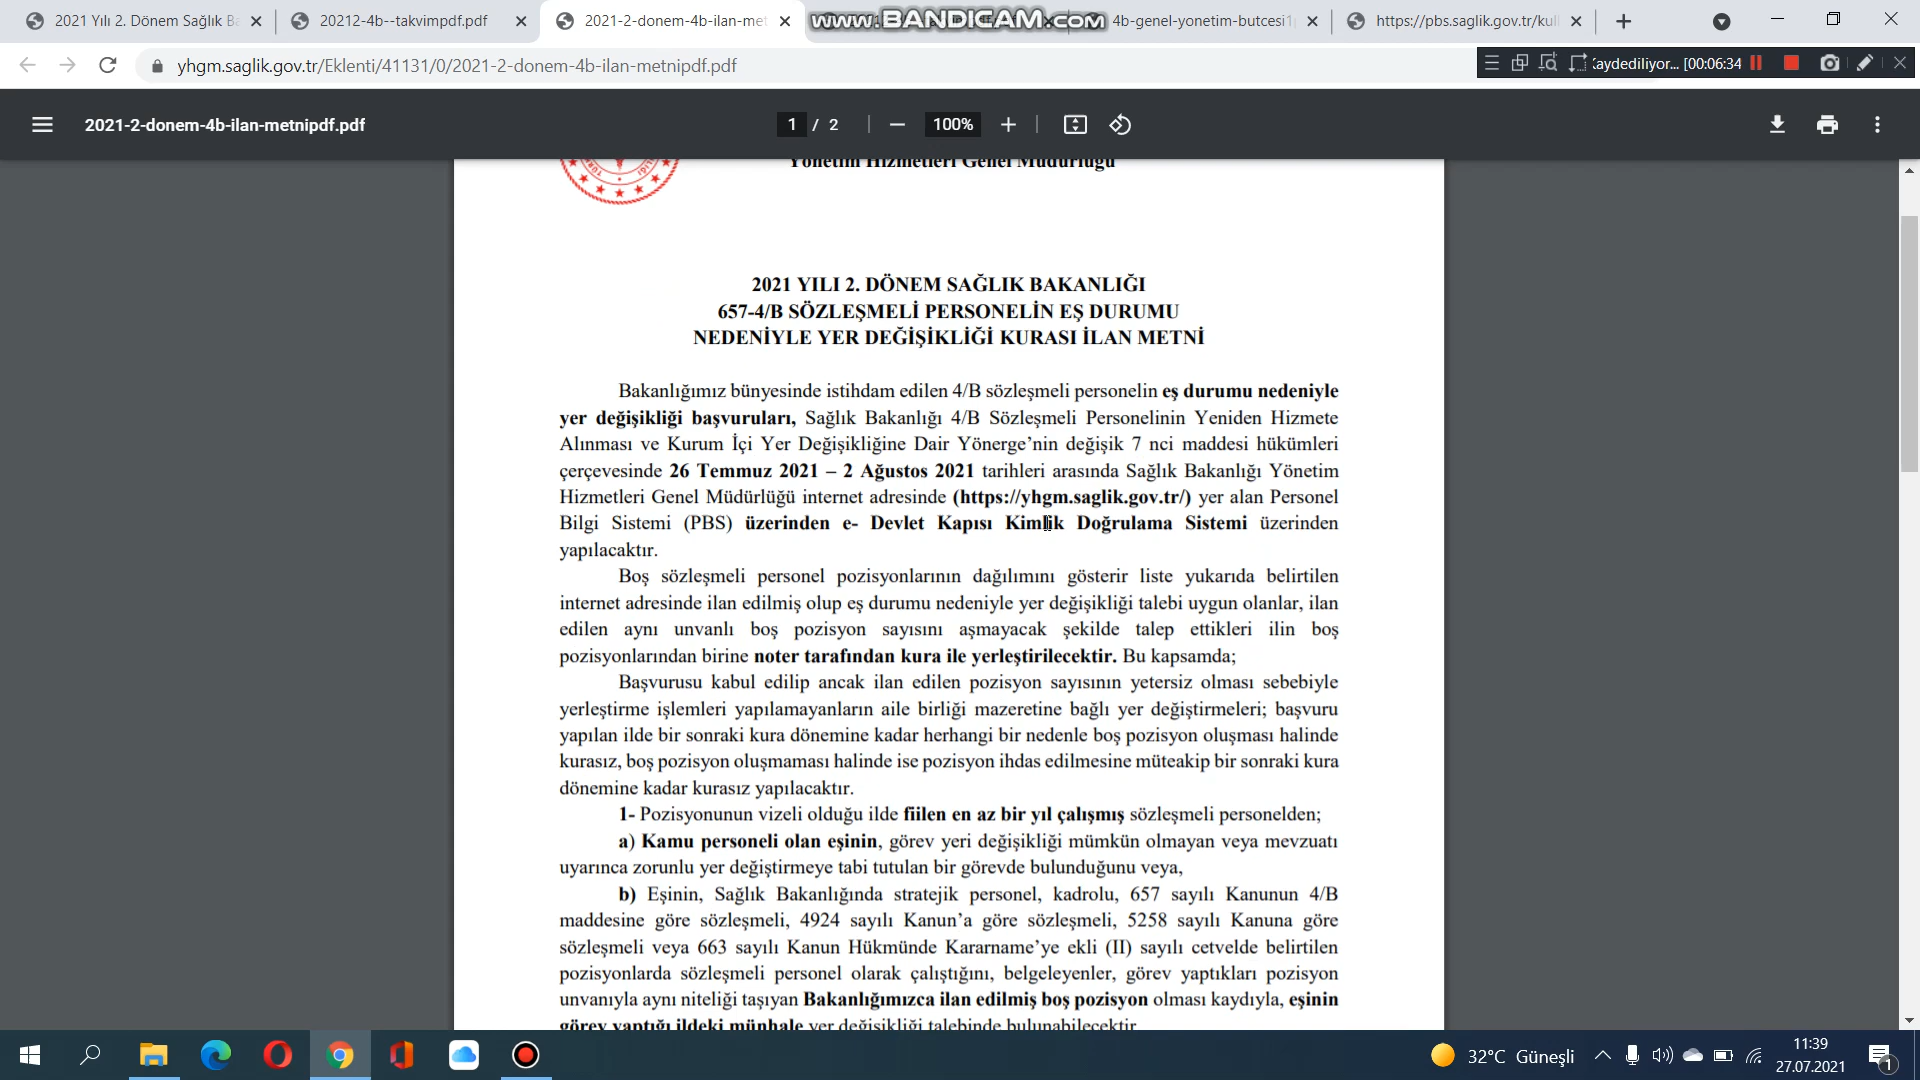 2021 Yılı 2. Dönem Sağlık Ba
20212-4b--takvimpdf.pdf
2021-2-donem-4b-ilan-met
www.BANDICAM.com
4b-genel-yonetim-butcesi1
https://pbs.saglik.gov.tr/kull
yhgm.saglik.gov.tr/Eklenti/41131/0/2021-2-donem-4b-ilan-metnipdf.pdf
aydediliyor... [00:06:34
2021-2-donem-4b-ilan-metnipdf.pdf
1 / 2
100%
Yönetim Hizmetleri Genel Müdürlüğü
2021 YILI 2. DÖNEM SAĞLIK BAKANLIĞI
657-4/B SÖZLEŞMELİ PERSONELİN EŞ DURUMU
NEDENİYLE YER DEĞİŞİKLİĞİ KURASI İLAN METNİ
Bakanlığımız bünyesinde istihdam edilen 4/B sözleşmeli personelin eş durumu nedeniyle
yer değişikliği başvuruları, Sağlık Bakanlığı 4/B Sözleşmeli Personelinin Yeniden Hizmete
Alınması ve Kurum İçi Yer Değişikliğine Dair Yönerge’nin değişik 7 nci maddesi hükümleri
çerçevesinde 26 Temmuz 2021 – 2 Ağustos 2021 tarihleri arasında Sağlık Bakanlığı Yönetim
Hizmetleri Genel Müdürlüğü internet adresinde (https://yhgm.saglik.gov.tr/) yer alan Personel
Bilgi Sistemi (PBS) üzerinden e- Devlet Kapısı Kimlik Doğrulama Sistemi üzerinden
yapılacaktır.
Boş sözleşmeli personel pozisyonlarının dağılımını gösterir liste yukarıda belirtilen
internet adresinde ilan edilmiş olup eş durumu nedeniyle yer değişikliği talebi uygun olanlar, ilan
edilen aynı unvanlı boş pozisyon sayısını aşmayacak şekilde talep ettikleri ilin boş
pozisyonlarından birine noter tarafından kura ile yerleştirilecektir. Bu kapsamda;
Başvurusu kabul edilip ancak ilan edilen pozisyon sayısının yetersiz olması sebebiyle
yerleştirme işlemleri yapılamayanların aile birliği mazeretine bağlı yer değiştirmeleri; başvuru
yapılan ilde bir sonraki kura dönemine kadar herhangi bir nedenle boş pozisyon oluşması halinde
kurasız, boş pozisyon oluşmaması halinde ise pozisyon ihdas edilmesine müteakip bir sonraki kura
dönemine kadar kurasız yapılacaktır.
1- Pozisyonunun vizeli olduğu ilde fiilen en az bir yıl çalışmış sözleşmeli personelden;
a) Kamu personeli olan eşinin, görev yeri değişikliği mümkün olmayan veya mevzuatı
uyarınca zorunlu yer değiştirmeye tabi tutulan bir görevde bulunduğunu veya,
b) Eşinin, Sağlık Bakanlığında stratejik personel, kadrolu, 657 sayılı Kanunun 4/B
maddesine göre sözleşmeli, 4924 sayılı Kanun’a göre sözleşmeli, 5258 sayılı Kanuna göre
sözleşmeli veya 663 sayılı Kanun Hükmünde Kararname’ye ekli (II) sayılı cetvelde belirtilen
pozisyonlarda sözleşmeli personel olarak çalıştığını, belgeleyenler, görev yaptıkları pozisyon
unvanıyla aynı niteliği taşıyan Bakanlığımızca ilan edilmiş boş pozisyon olması kaydıyla, eşinin
görev yaptığı ildeki münhale yer değişikliği talebinde bulunabilecektir.
32°C Güneşli
11:39
27.07.2021
1